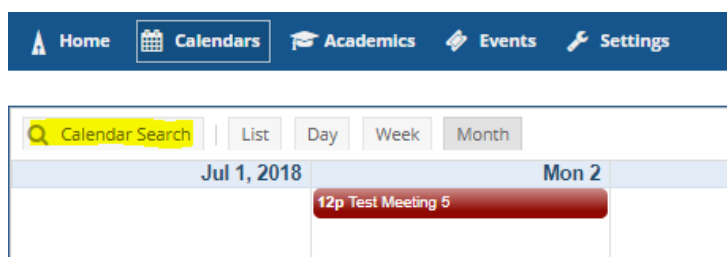 Home Calendars Academics Events Settings
Calendar Search List Day Week Month
Jul 1, 2018 Mon 2
12p Test Meeting 5